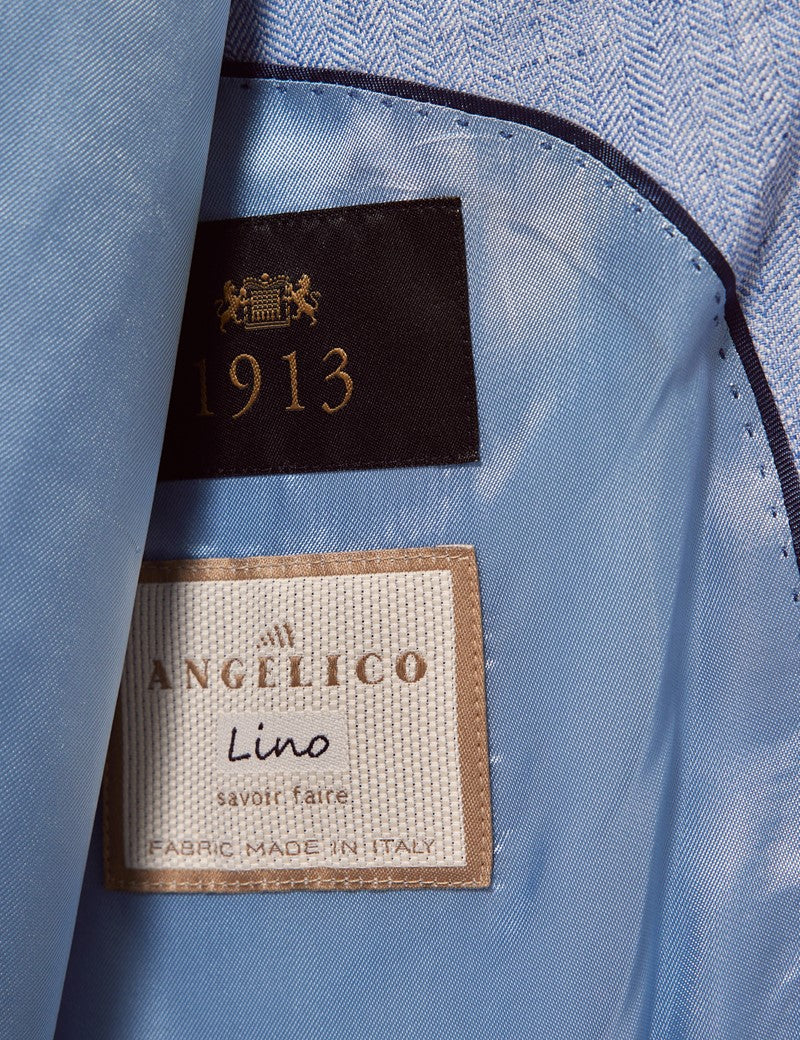 1913
ANGELICO
Lino
savoir faire
FABRIC MADE IN ITALY